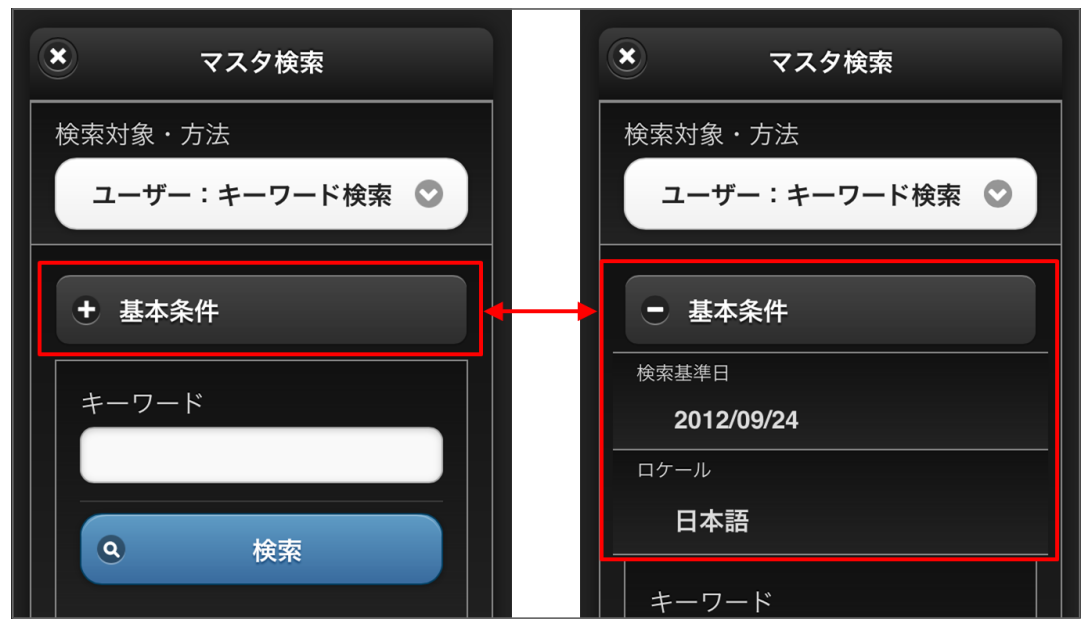 マスタ検索
検索対象・方法
ユーザー：キーワード検索
基本条件
キーワード
検索
マスタ検索
検索対象・方法
ユーザー：キーワード検索
基本条件
検索基準日
2012/09/24
ロケール
日本語
キーワード